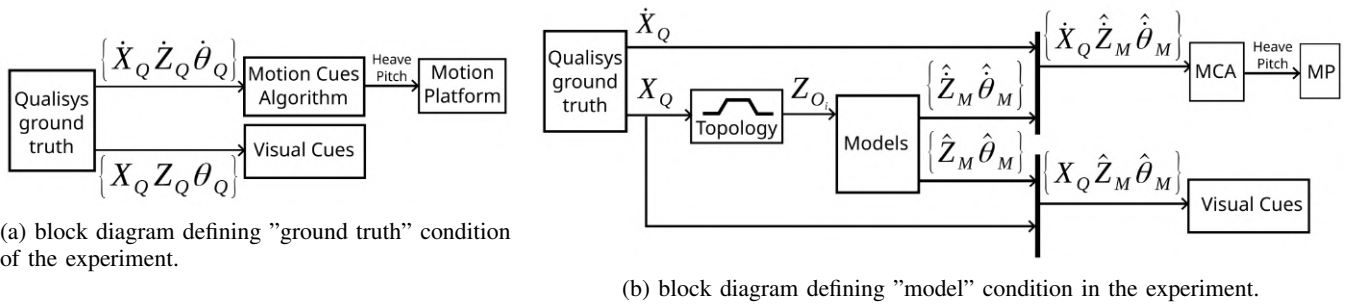 {Ẋ_Q Ż_Q θ̇_Q}
Qualisys
ground
truth
Motion Cues
Algorithm
Heave
Pitch
Motion
Platform
Visual Cues
{X_Q Z_Q θ_Q}
(a) block diagram defining ”ground truth” condition
of the experiment.
Ẋ_Q
Qualisys
ground
truth
X_Q
Topology
Z_{O_i}
Models
{Ż̂_M θ̇̂_M}
{Ẑ_M θ̂_M}
{Ẋ_Q Ż̂_M θ̇̂_M}
MCA
Heave
Pitch
MP
{X_Q Ẑ_M θ̂_M}
Visual Cues
(b) block diagram defining ”model” condition in the experiment.